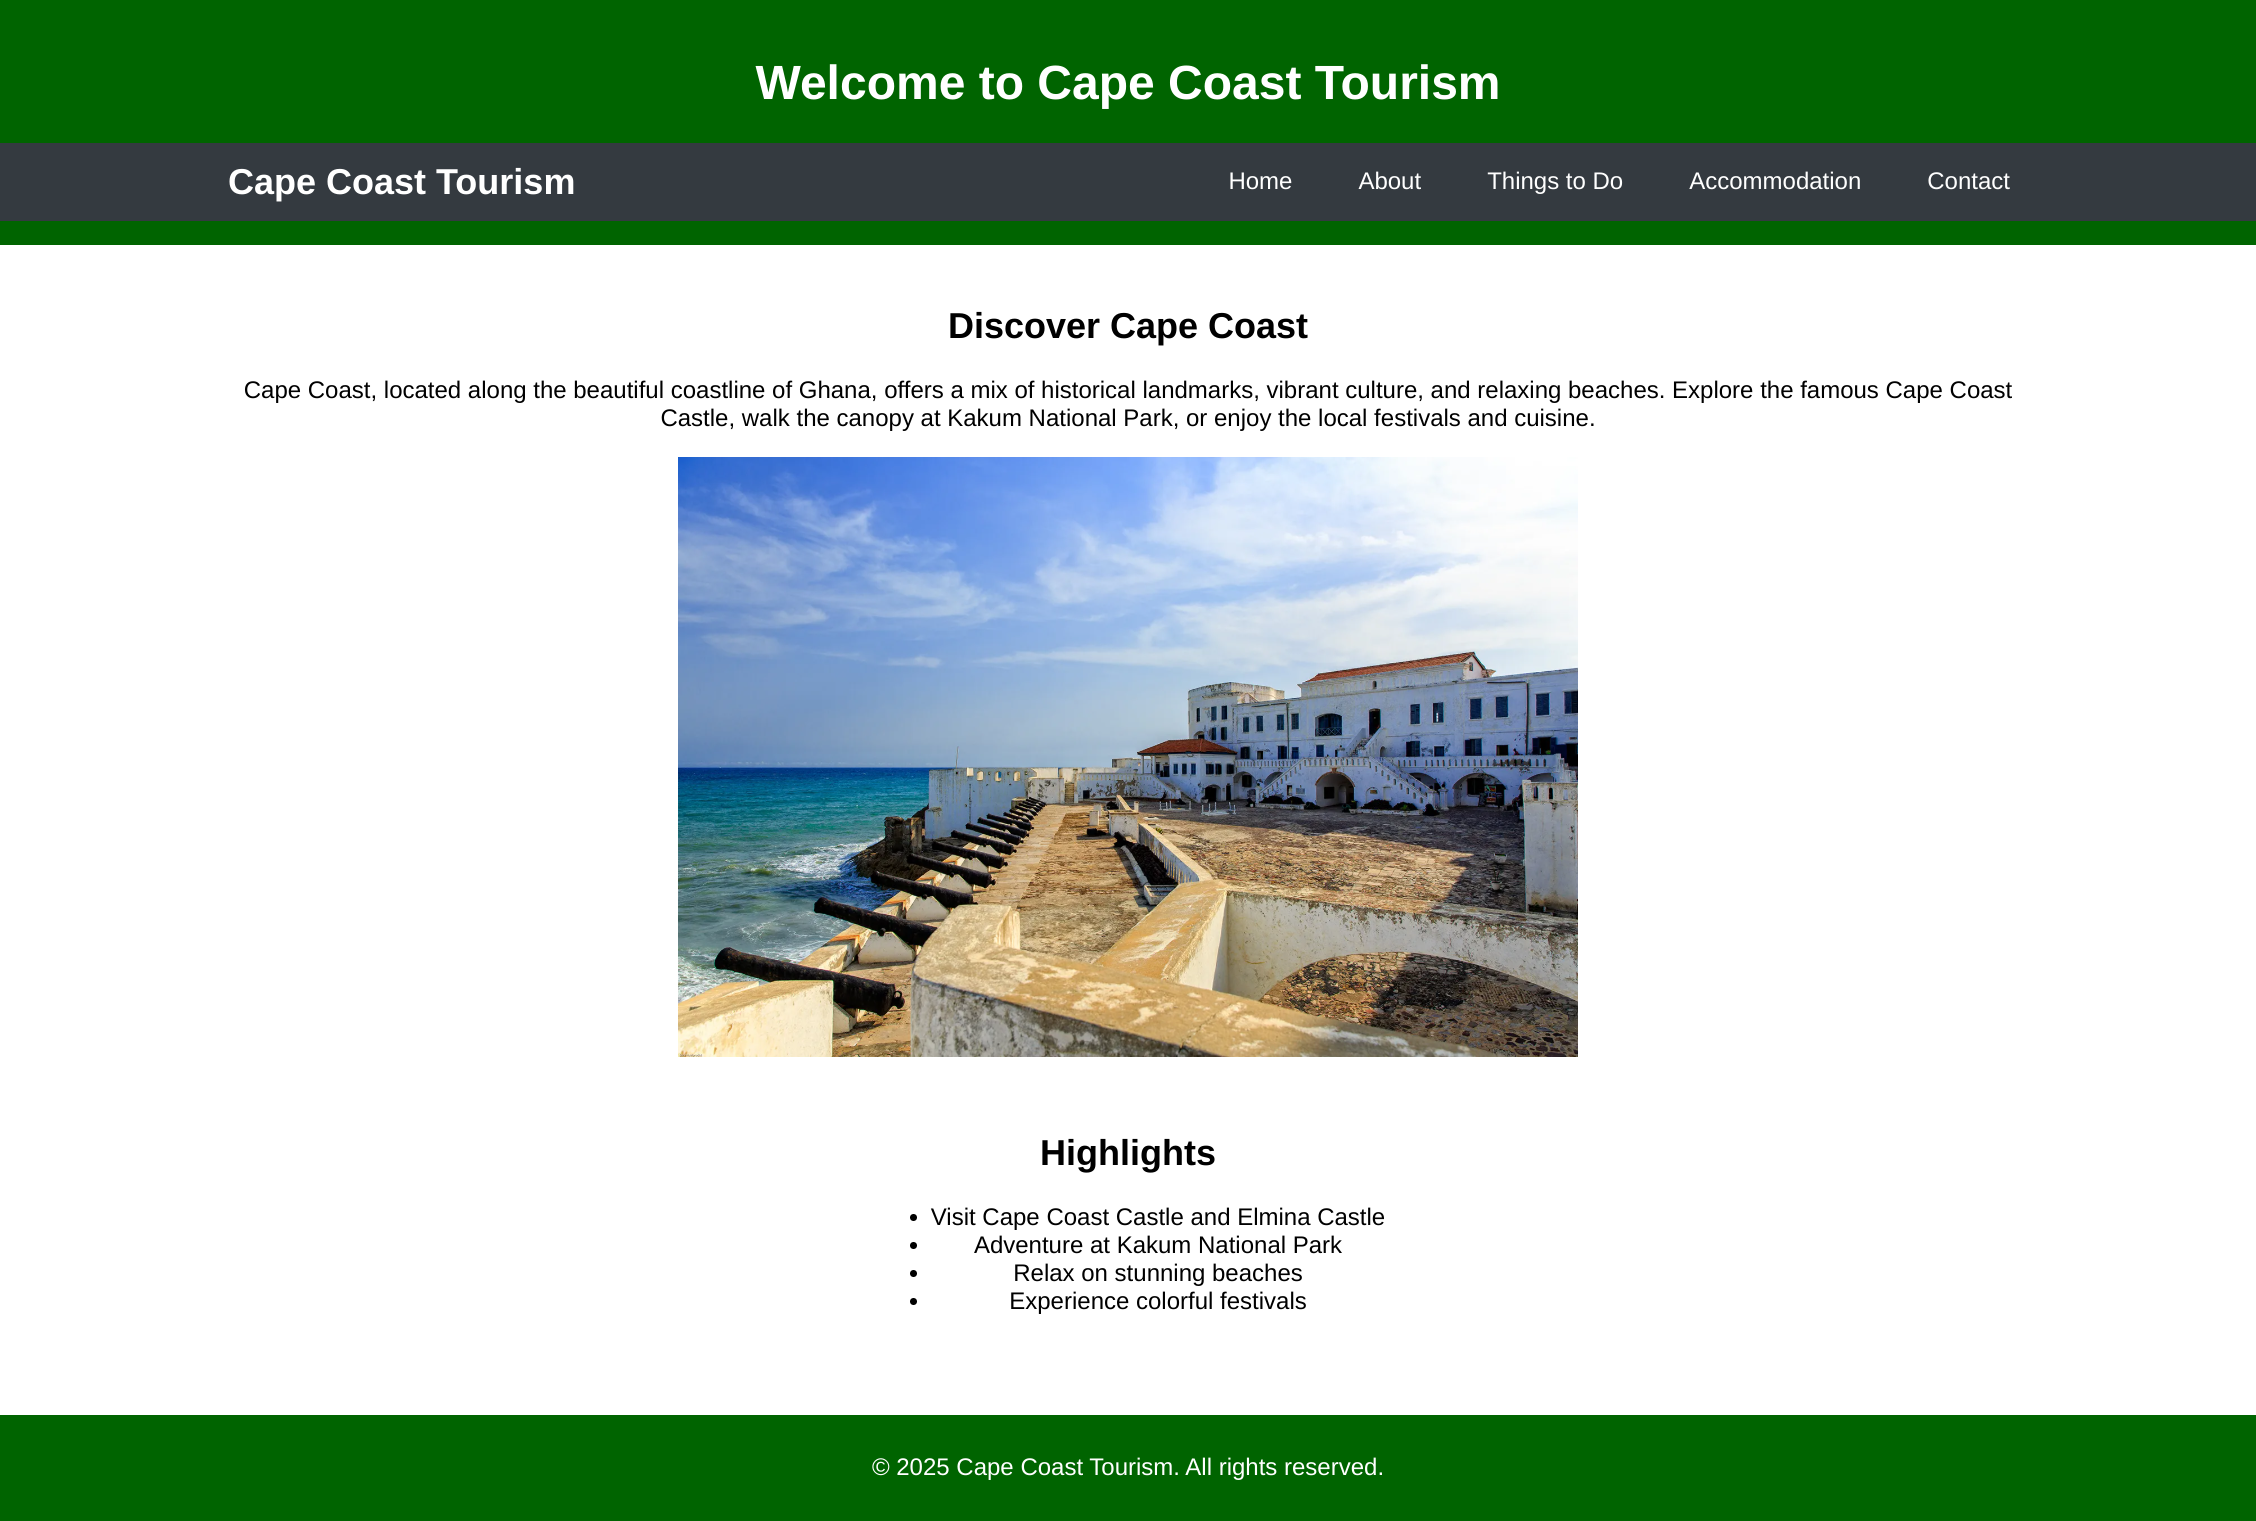 Welcome to Cape Coast Tourism
Cape Coast Tourism
Home
About
Things to Do
Accommodation
Contact
Discover Cape Coast
Cape Coast, located along the beautiful coastline of Ghana, offers a mix of historical landmarks, vibrant culture, and relaxing beaches. Explore the famous Cape Coast
Castle, walk the canopy at Kakum National Park, or enjoy the local festivals and cuisine.
Highlights
• Visit Cape Coast Castle and Elmina Castle
• Adventure at Kakum National Park
• Relax on stunning beaches
• Experience colorful festivals
© 2025 Cape Coast Tourism. All rights reserved.